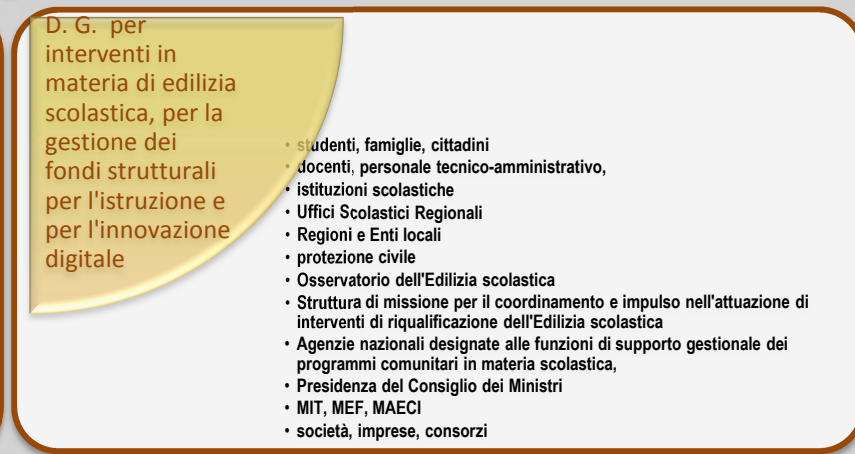 D. G. per
interventi in
materia di edilizia
scolastica, per la
gestione dei
fondi strutturali
per l'istruzione e
per l'innovazione
digitale
• studenti, famiglie, cittadini
• docenti, personale tecnico-amministrativo,
• istituzioni scolastiche
• Uffici Scolastici Regionali
• Regioni e Enti locali
• protezione civile
• Osservatorio dell'Edilizia scolastica
• Struttura di missione per il coordinamento e impulso nell'attuazione di
interventi di riqualificazione dell'Edilizia scolastica
• Agenzie nazionali designate alle funzioni di supporto gestionale dei
programmi comunitari in materia scolastica,
• Presidenza del Consiglio dei Ministri
• MIT, MEF, MAECI
• società, imprese, consorzi